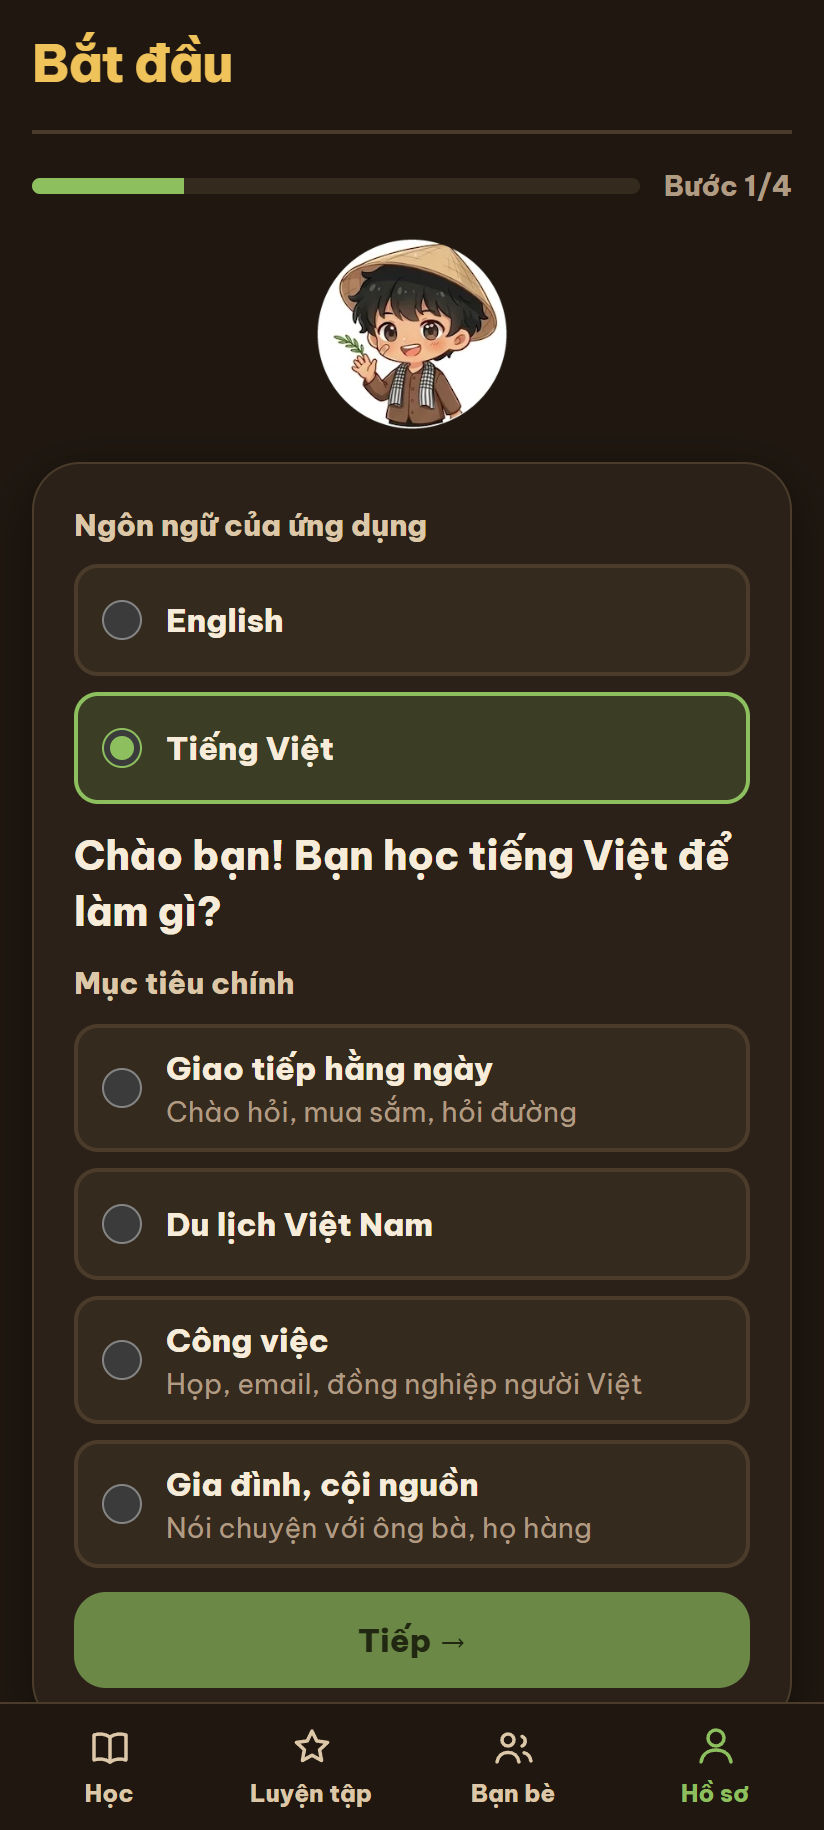 Bắt đầu
Bước 1/4
Ngôn ngữ của ứng dụng
English
Tiếng Việt
Chào bạn! Bạn học tiếng Việt để
làm gì?
Mục tiêu chính
Giao tiếp hằng ngày
Chào hỏi, mua sắm, hỏi đường
Du lịch Việt Nam
Công việc
Họp, email, đồng nghiệp người Việt
Gia đình, cội nguồn
Nói chuyện với ông bà, họ hàng
Tiếp →
Học
Luyện tập
Bạn bè
Hồ sơ